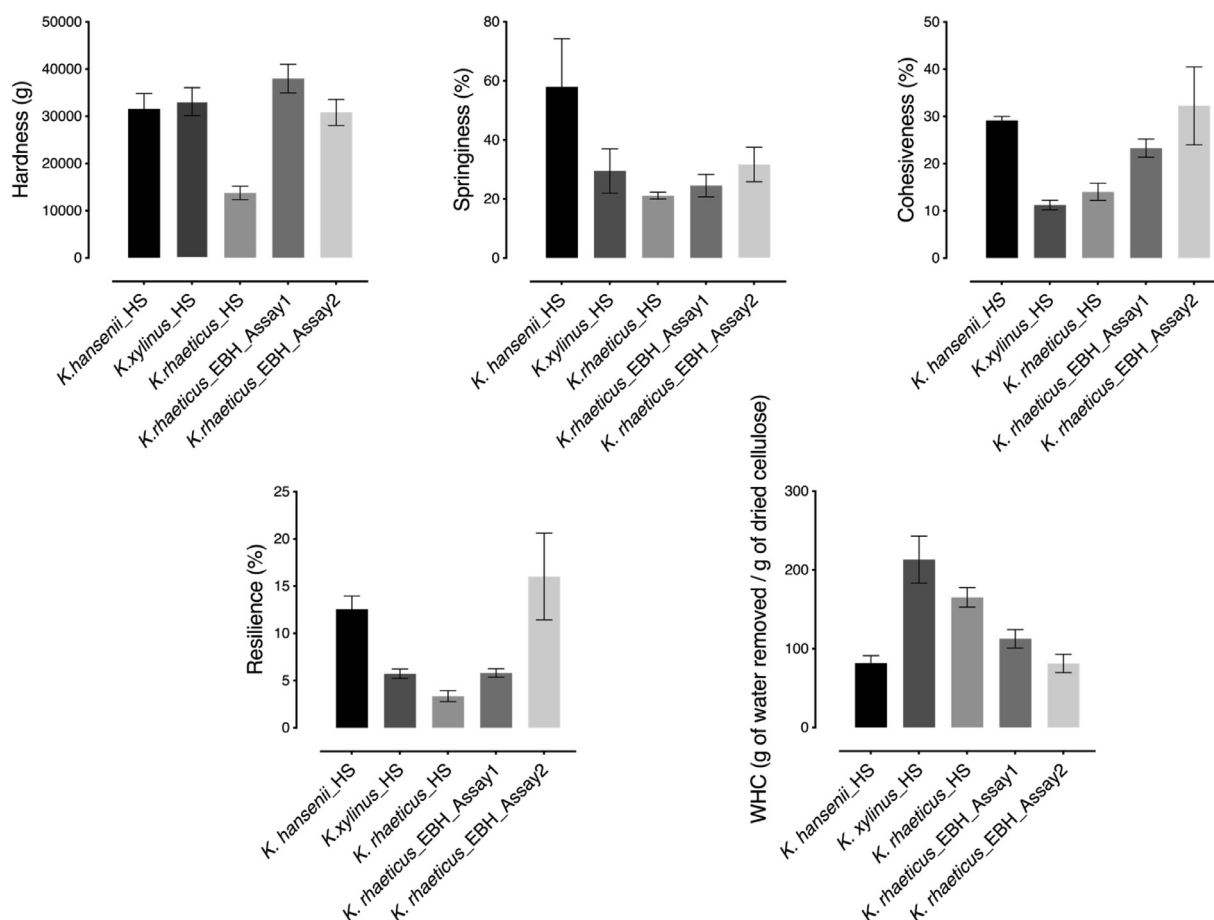 Hardness (g)
50000
40000
30000
20000
10000
0
K.hansenii_HS
K.xylinus_HS
K.rhaeticus_HS
K.rhaeticus_EBH_Assay1
K.rhaeticus_EBH_Assay2
Springiness (%)
80
60
40
20
0
K. hansenii_HS
K.xylinus_HS
K.rhaeticus_HS
K.rhaeticus_EBH_Assay1
K. rhaeticus_EBH_Assay2
Cohesiveness (%)
50
40
30
20
10
0
K. hansenii_HS
K.xylinus_HS
K. rhaeticus_HS
K. rhaeticus_EBH_Assay1
K. rhaeticus_EBH_Assay2
Resilience (%)
25
20
15
10
5
0
K. hansenii_HS
K.xylinus_HS
K. rhaeticus_HS
K. rhaeticus_EBH_Assay1
K. rhaeticus_EBH_Assay2
WHC (g of water removed / g of dried cellulose)
300
200
100
0
K. hansenii_HS
K. xylinus_HS
K. rhaeticus_HS
K. rhaeticus_EBH_Assay1
K. rhaeticus_EBH_Assay2